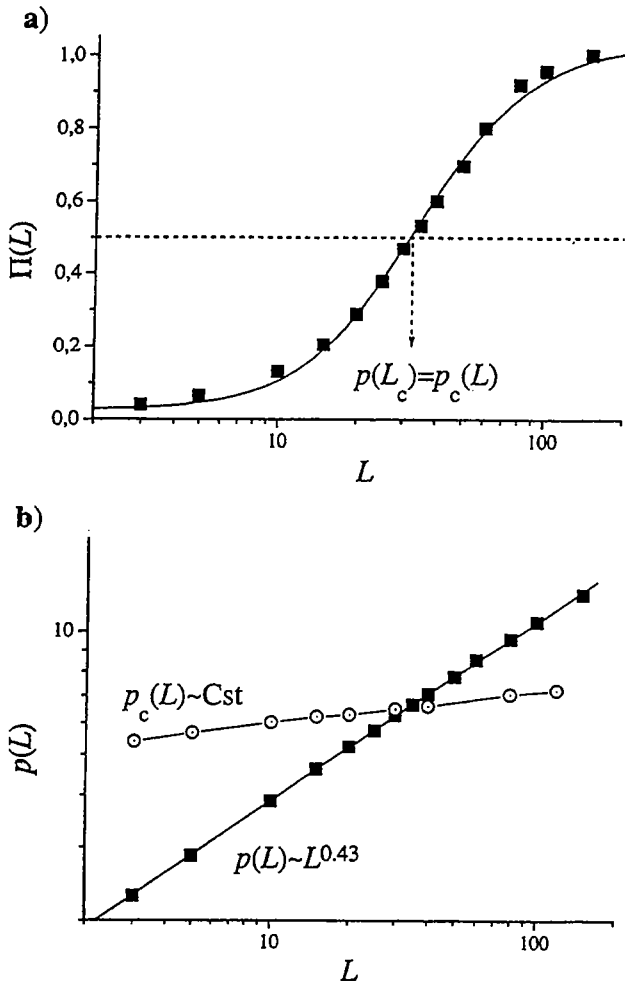 a)
1,0
0,8
0,6
0,4
0,2
0,0
Π(L)
p(L_c)=p_c(L)
10
100
L
b)
10
p(L)
p_c(L)~Cst
p(L)~L^0.43
10
100
L